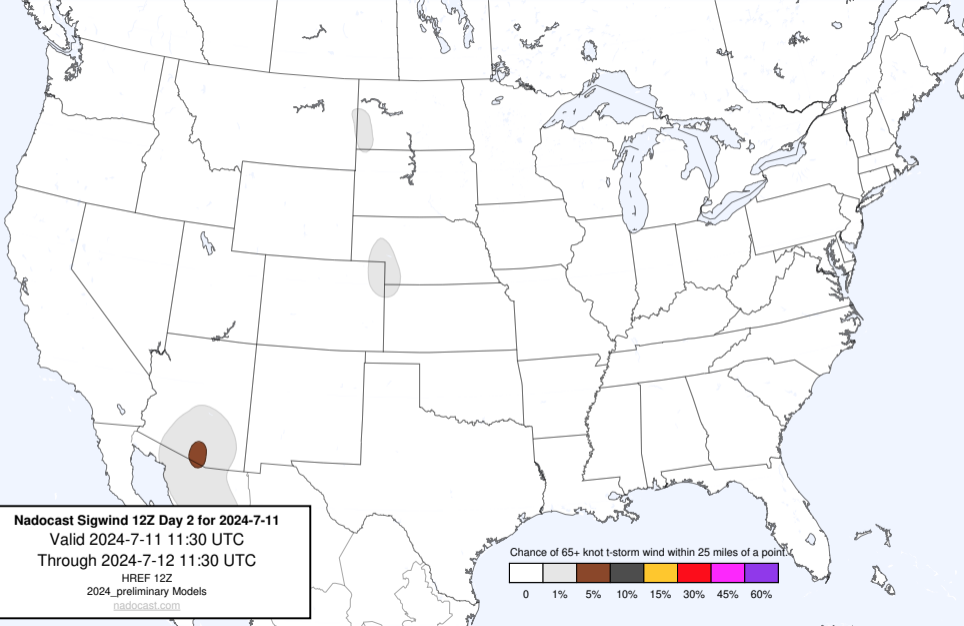 Nadocast Sigwind 12Z Day 2 for 2024-7-11
Valid 2024-7-11 11:30 UTC
Through 2024-7-12 11:30 UTC
HREF 12Z
2024_preliminary Models
nadocast.com
Chance of 65+ knot t-storm wind within 25 miles of a point.
0 1% 5% 10% 15% 30% 45% 60%